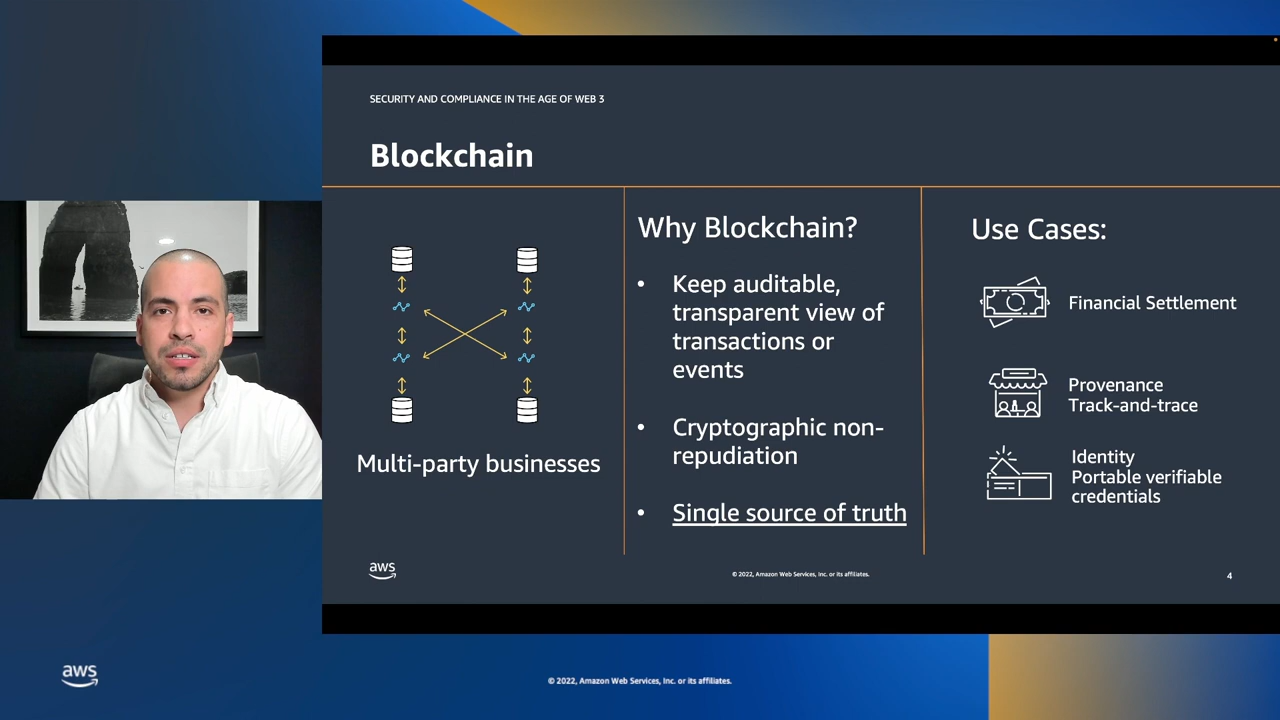 SECURITY AND COMPLIANCE IN THE AGE OF WEB 3
Blockchain
Multi-party businesses
Why Blockchain?
• Keep auditable,
transparent view of
transactions or
events
• Cryptographic non-
repudiation
• Single source of truth
Use Cases:
Financial Settlement
Provenance
Track-and-trace
Identity
Portable verifiable
credentials
aws
© 2022, Amazon Web Services, Inc. or its affiliates.
4
aws
© 2022, Amazon Web Services, Inc. or its affiliates.